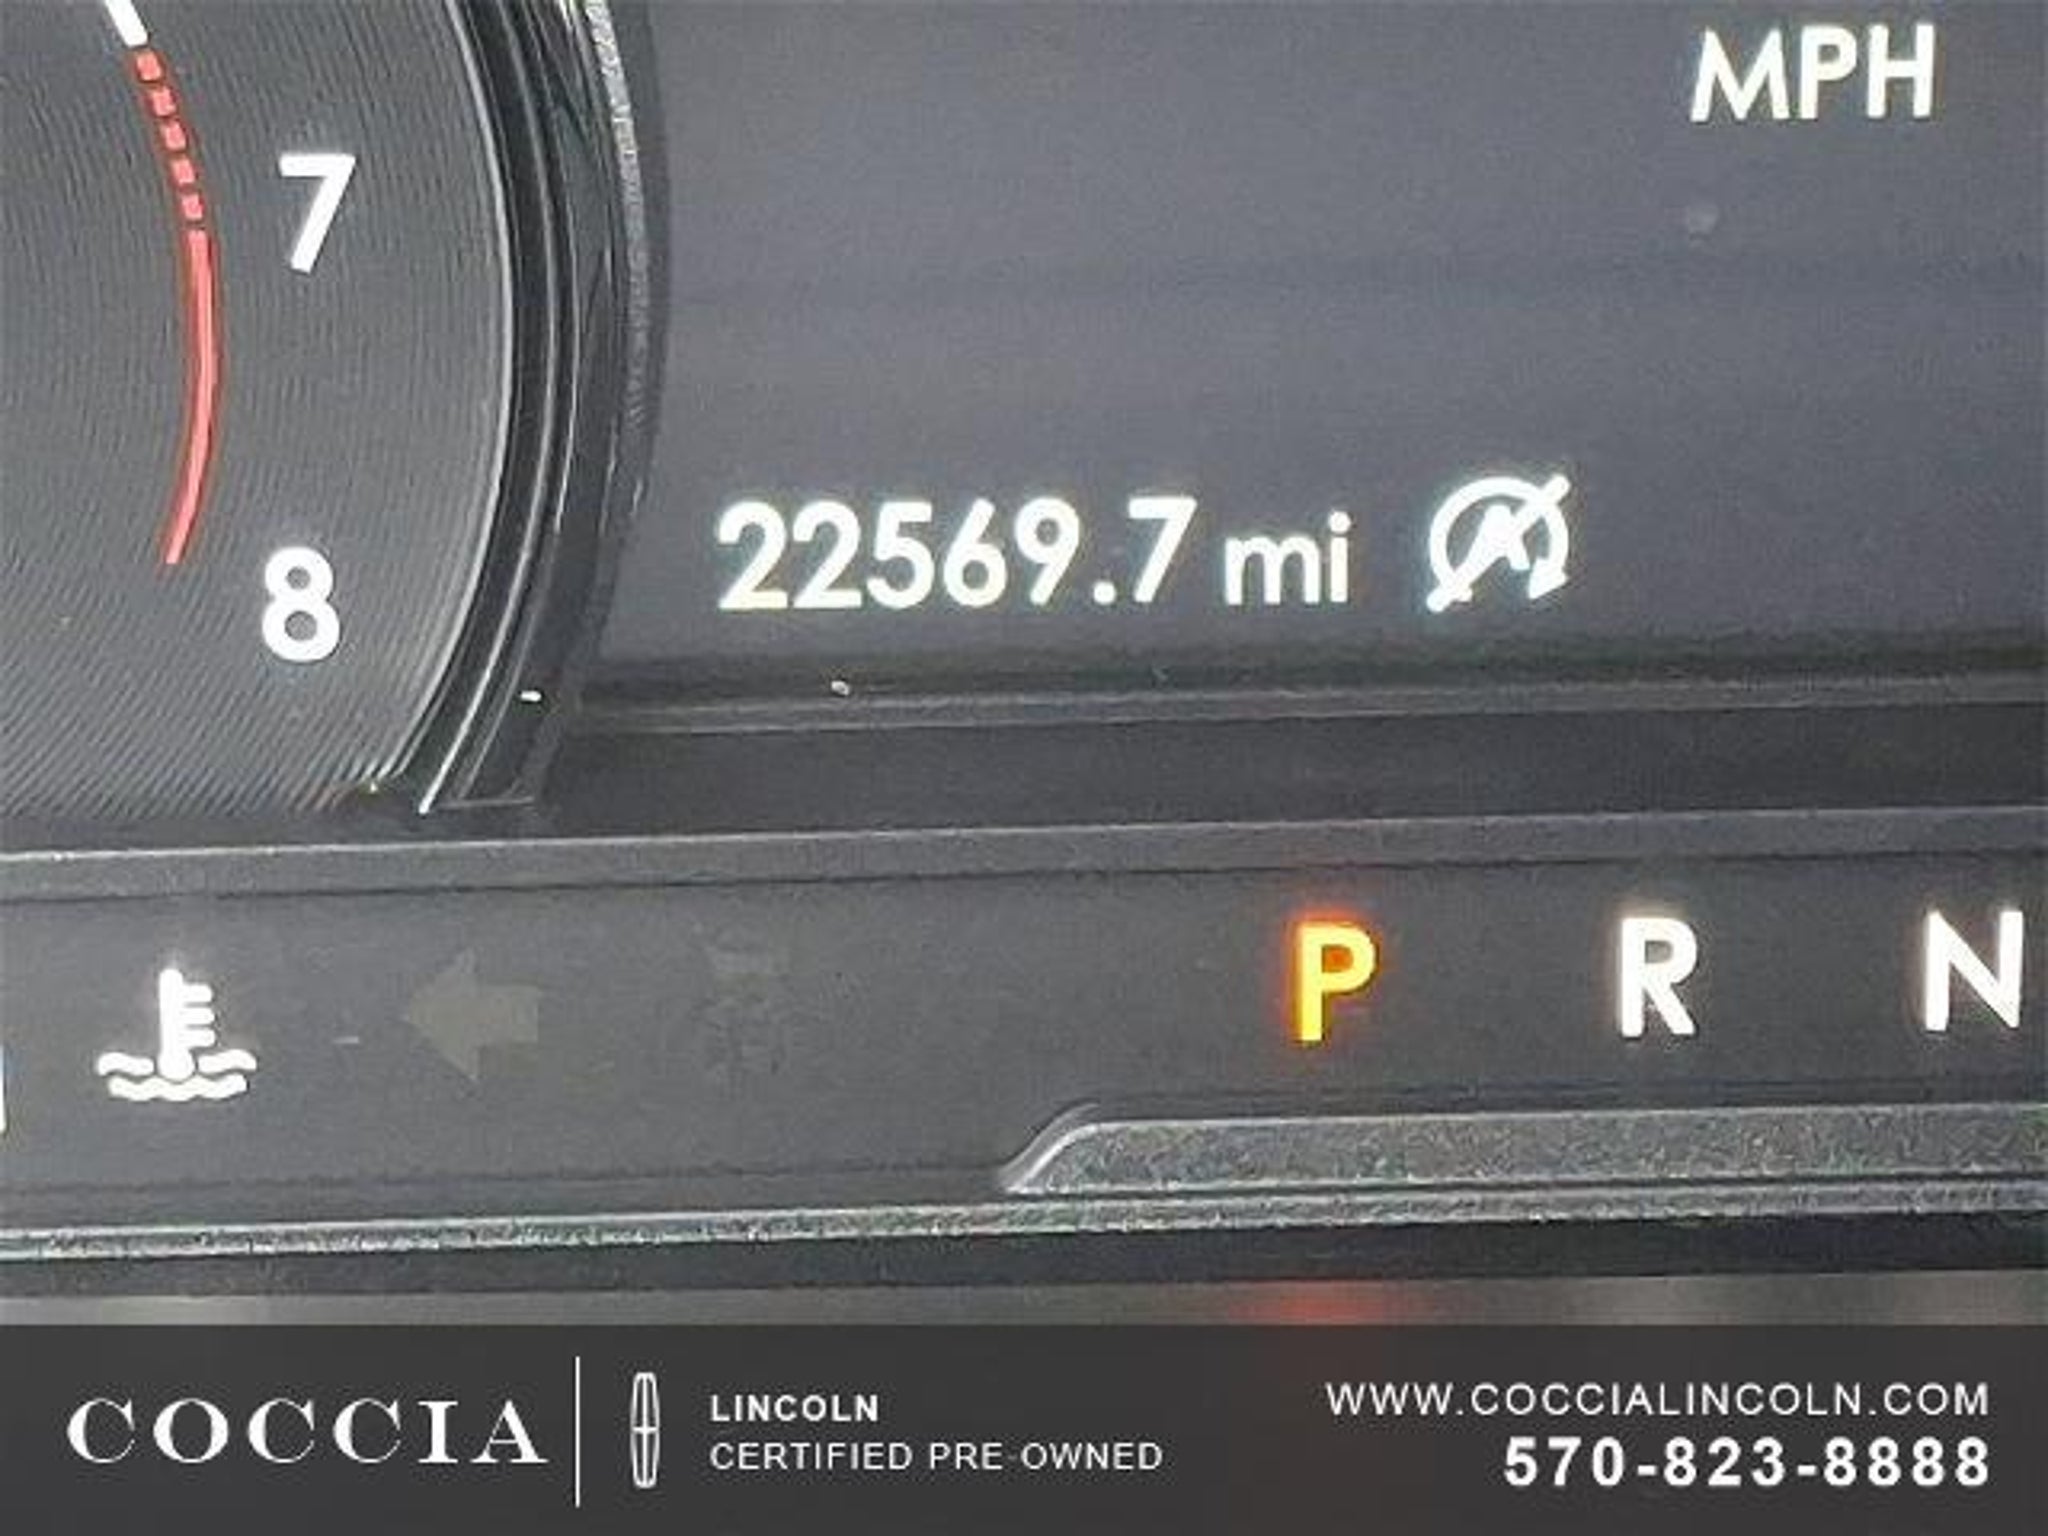 MPH
7
22569.7 mi
8
P R N
COCCIA
LINCOLN
CERTIFIED PRE-OWNED
WWW.COCCIALINCOLN.COM
570-823-8888